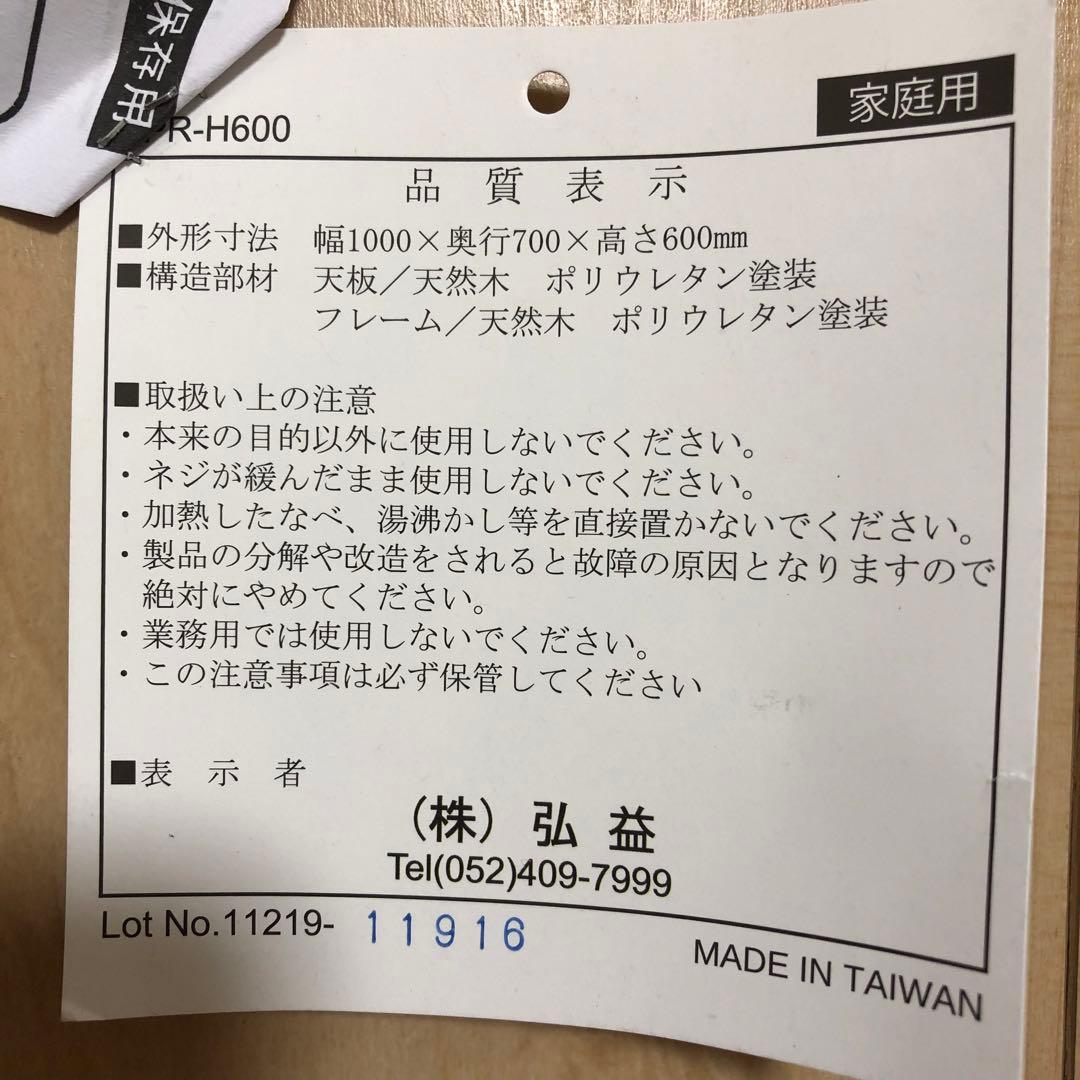 保存用
PR-H600
家庭用
品質表示
■外形寸法 幅1000×奥行700×高さ600mm
■構造部材 天板/天然木 ポリウレタン塗装
フレーム/天然木 ポリウレタン塗装
■取扱い上の注意
・本来の目的以外に使用しないでください。
・ネジが緩んだまま使用しないでください。
・加熱したなべ、湯沸かし等を直接置かないでください。
・製品の分解や改造をされると故障の原因となりますので
絶対にやめてください。
・業務用では使用しないでください。
・この注意事項は必ず保管してください
■表示者
(株)弘益
Tel(052)409-7999
Lot No.11219-11916
MADE IN TAIWAN